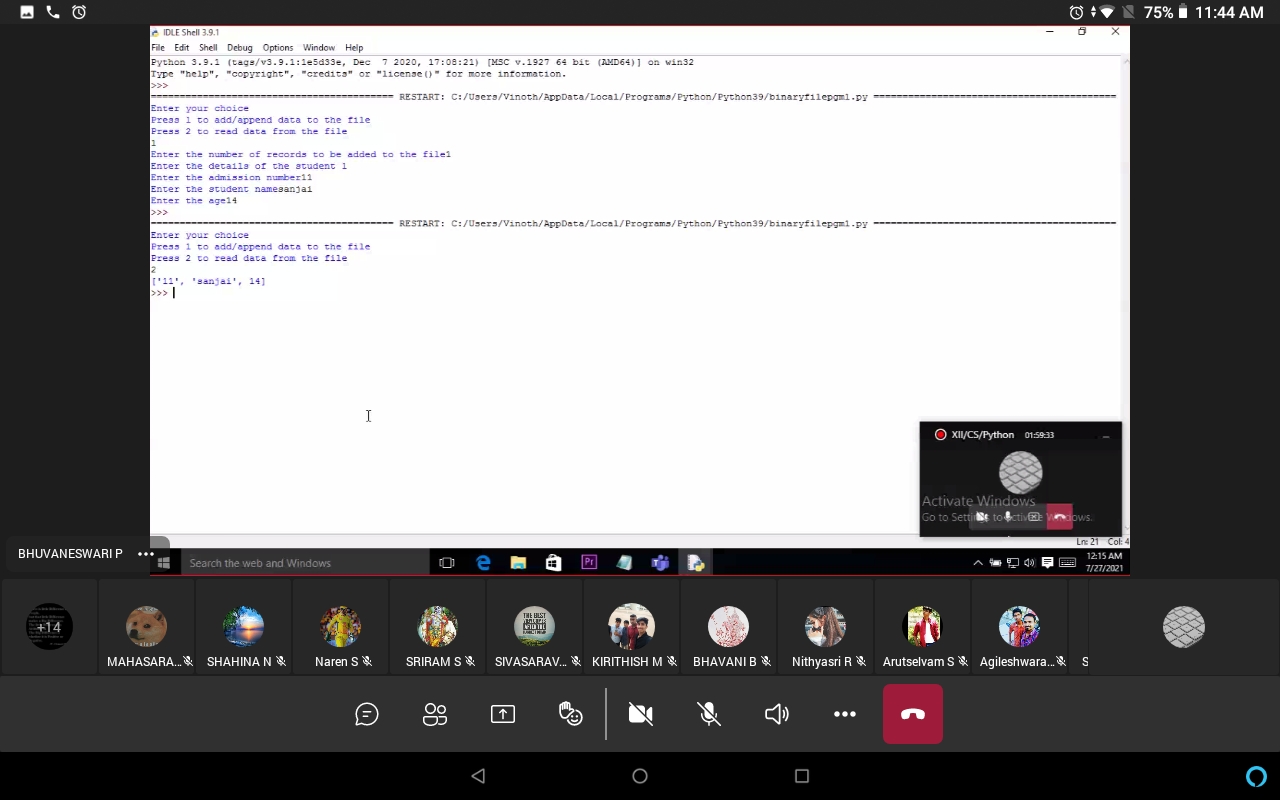 75% 11:44 AM
IDLE Shell 3.9.1
File Edit Shell Debug Options Window Help
Python 3.9.1 (tags/v3.9.1:1e5d33e, Dec  7 2020, 17:08:21) [MSC v.1927 64 bit (AMD64)] on win32
Type "help", "copyright", "credits" or "license()" for more information.
>>>
RESTART: C:/Users/Vinoth/AppData/Local/Programs/Python/Python39/binaryfilepgm1.py
Enter your choice
Press 1 to add/append data to the file
Press 2 to read data from the file
1
Enter the number of records to be added to the file1
Enter the details of the student 1
Enter the admission number11
Enter the student namesanjai
Enter the age14
>>>
RESTART: C:/Users/Vinoth/AppData/Local/Programs/Python/Python39/binaryfilepgm1.py
Enter your choice
Press 1 to add/append data to the file
Press 2 to read data from the file
2
['11', 'sanjai', 14]
>>>
XII/CS/Python 01:59:33
Activate Windows
Go to to Windows.
Ln: 21 Col: 4
BHUVANESWARI P
Search the web and Windows
Pr
12:15 AM
7/27/2021
+14
MAHASARA... SHAHINA N Naren S SRIRAM S SIVASARAV... KIRITHISH M BHAVANI B Nithyasri R Arutselvam S Agileshwara... S